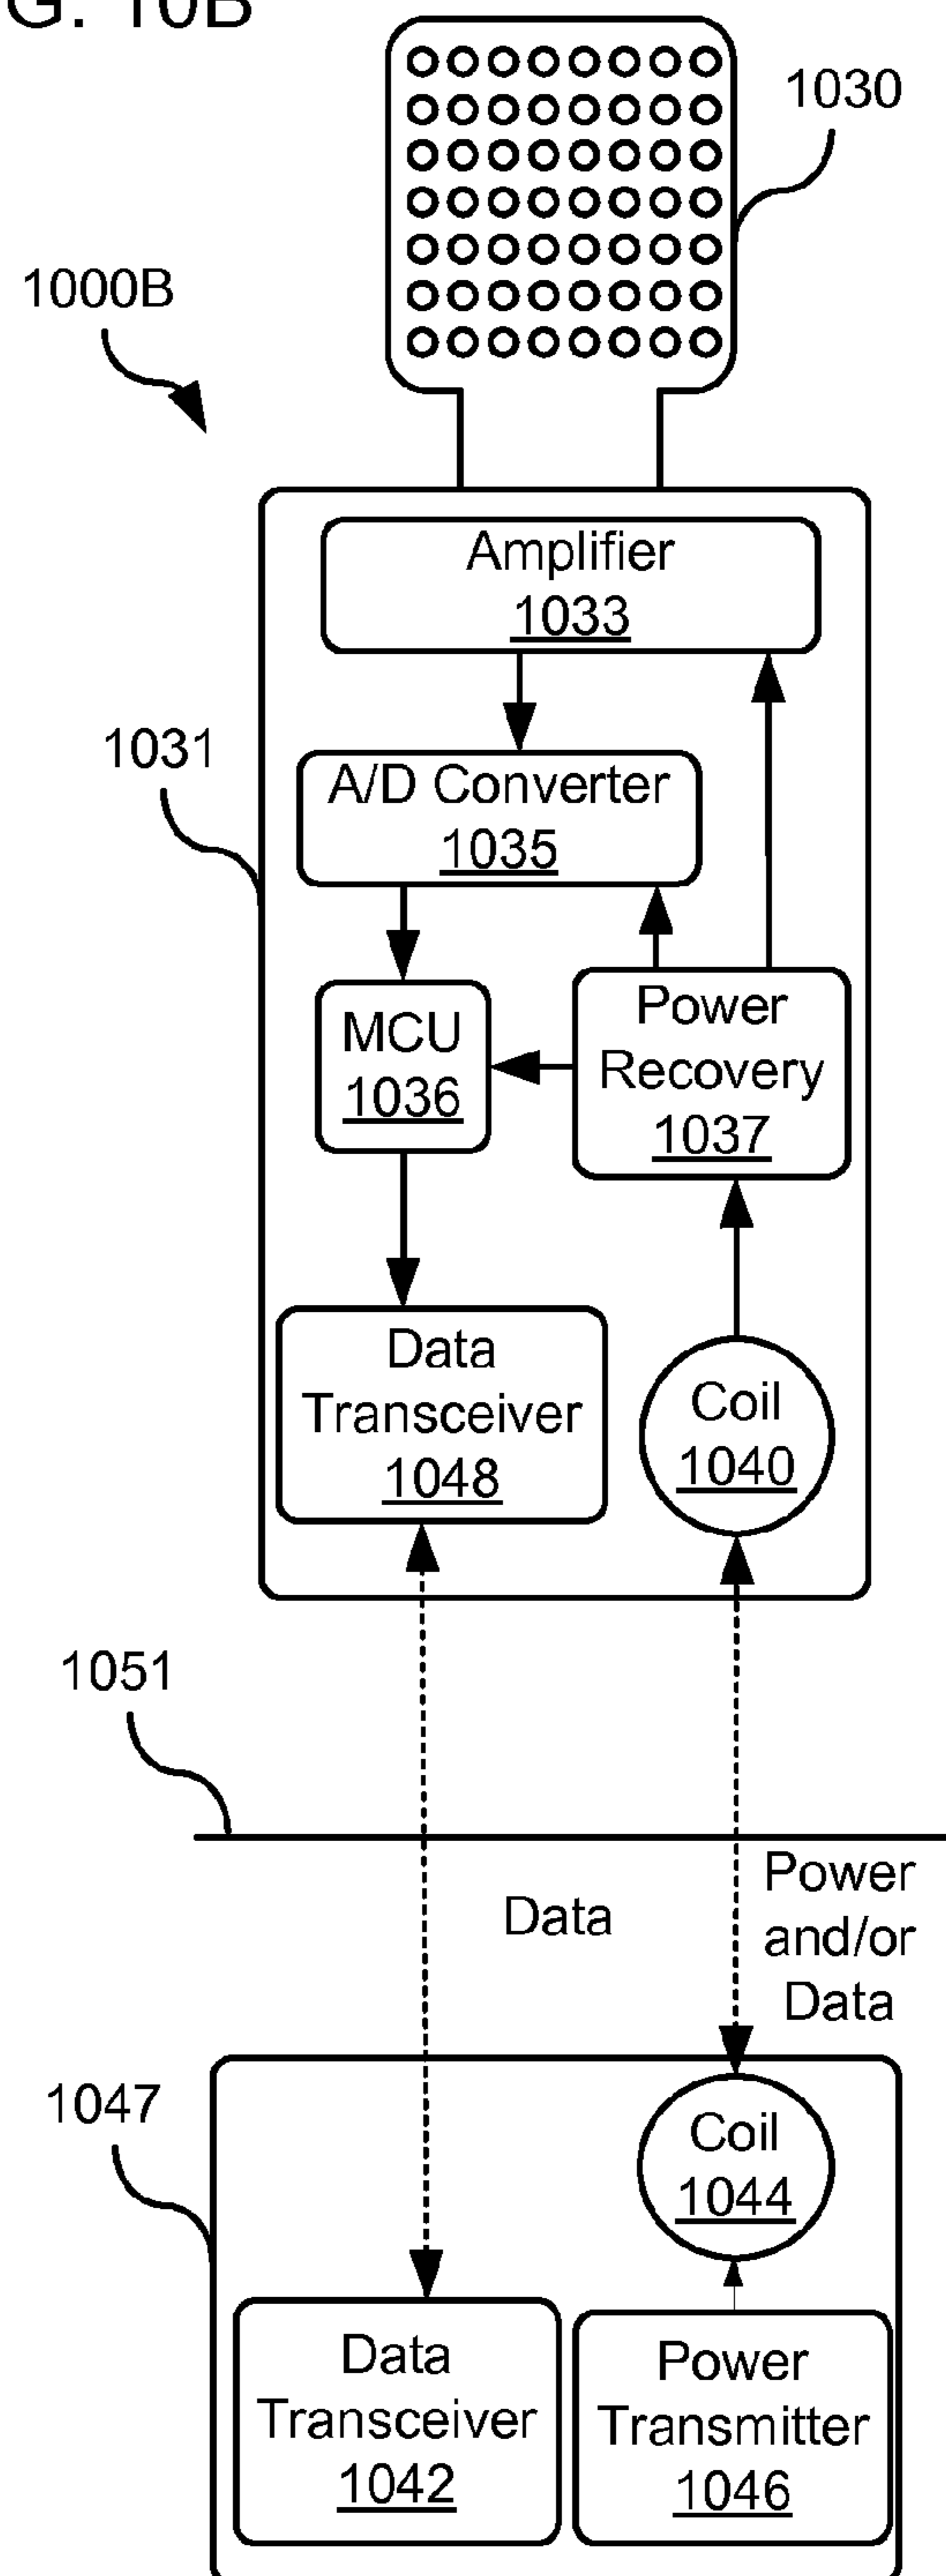 G. 10B
1030
1000B
Amplifier
1033
1031
A/D Converter
1035
MCU
1036
Power
Recovery
1037
Data
Transceiver
1048
Coil
1040
1051
Data
Power
and/or
Data
1047
Coil
1044
Data
Transceiver
1042
Power
Transmitter
1046